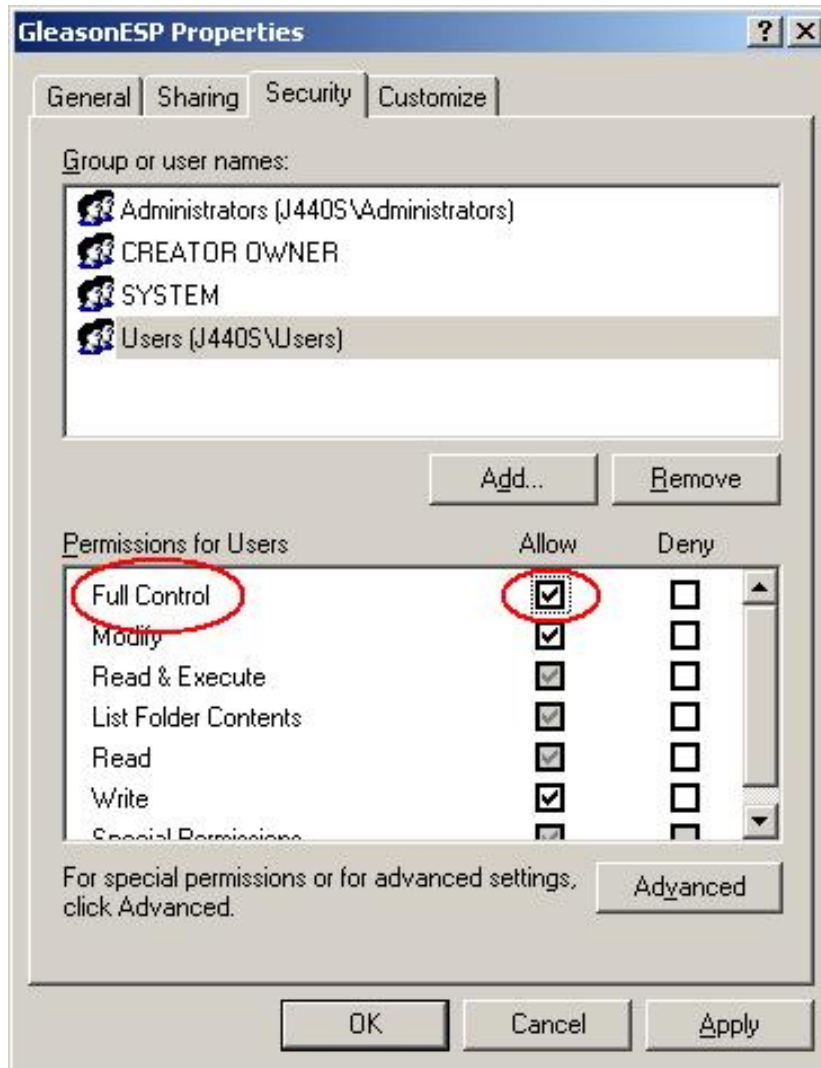 GleasonESP Properties
General Sharing Security Customize
Group or user names:
Administrators (J440S\Administrators)
CREATOR OWNER
SYSTEM
Users (J440S\Users)
Add... Remove
Permissions for Users Allow Deny
Full Control
Modify
Read & Execute
List Folder Contents
Read
Write
Special Permissions
For special permissions or for advanced settings,
click Advanced.
Advanced
OK Cancel Apply